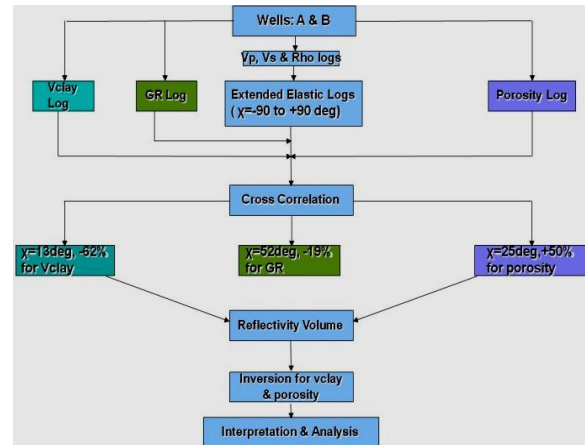 Wells: A & B
Vp, Vs & Rho logs
Vclay
Log
GR Log
Extended Elastic Logs
( χ=-90 to +90 deg)
Porosity Log
Cross Correlation
χ=13deg, -62%
for Vclay
χ=52deg, -19%
for GR
χ=25deg,+50%
for porosity
Reflectivity Volume
Inversion for vclay
& porosity
Interpretation & Analysis